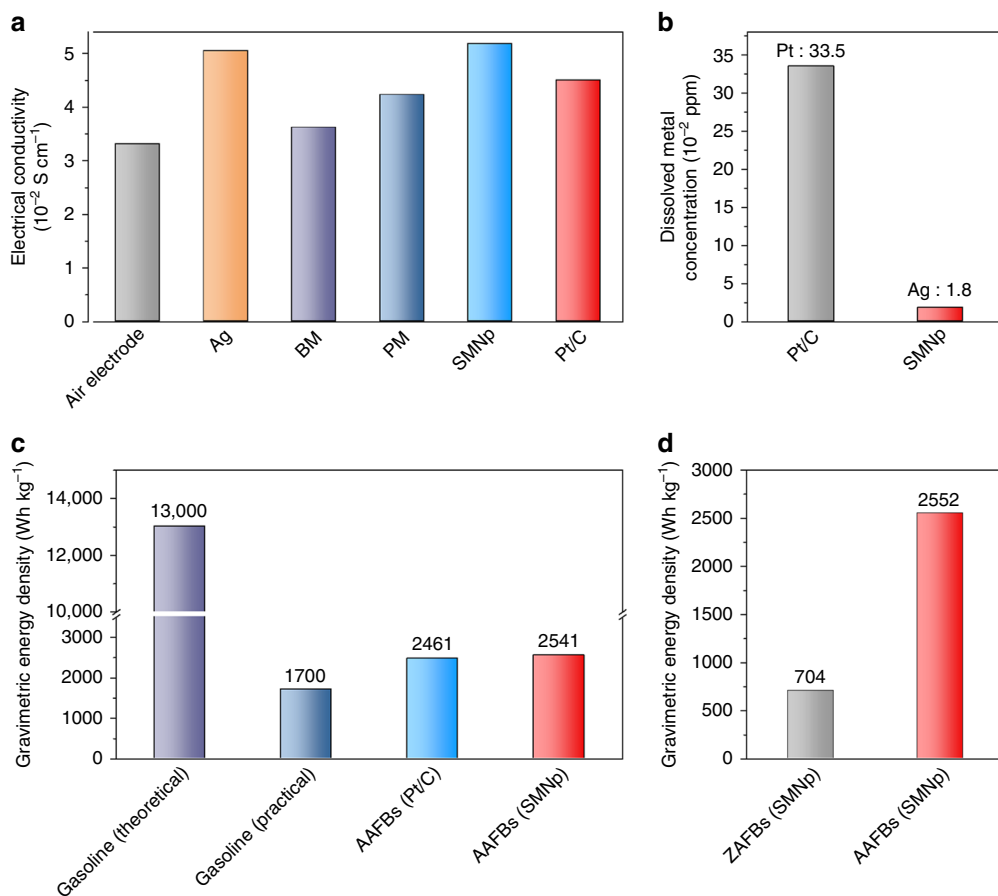 a
Electrical conductivity
(10⁻² S cm⁻¹)
5
4
3
2
1
0
Air electrode
Ag
BM
PM
SMNp
Pt/C
b
Dissolved metal
concentration (10⁻² ppm)
35
30
25
20
15
10
5
0
Pt : 33.5
Ag : 1.8
Pt/C
SMNp
c
Gravimetric energy density (Wh kg⁻¹)
14,000
12,000
10,000
3000
2000
1000
0
13,000
1700
2461
2541
Gasoline (theoretical)
Gasoline (practical)
AAFBs (Pt/C)
AAFBs (SMNp)
d
Gravimetric energy density (Wh kg⁻¹)
3000
2500
2000
1500
1000
500
0
704
2552
ZAFBs (SMNp)
AAFBs (SMNp)